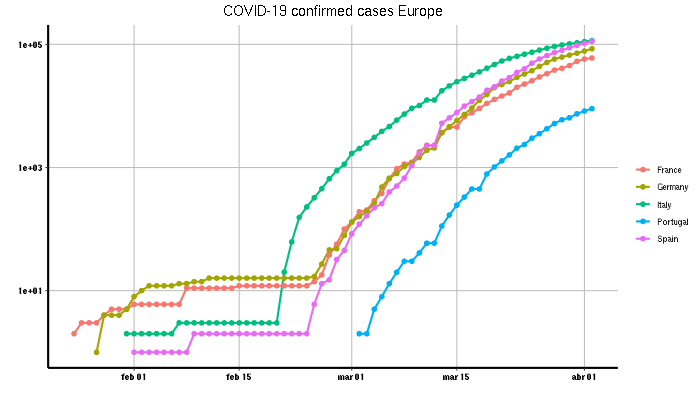 COVID-19 confirmed cases Europe
1e+05
1e+03
1e+01
feb 01 feb 15 mar 01 mar 15 abr 01
France
Germany
Italy
Portugal
Spain